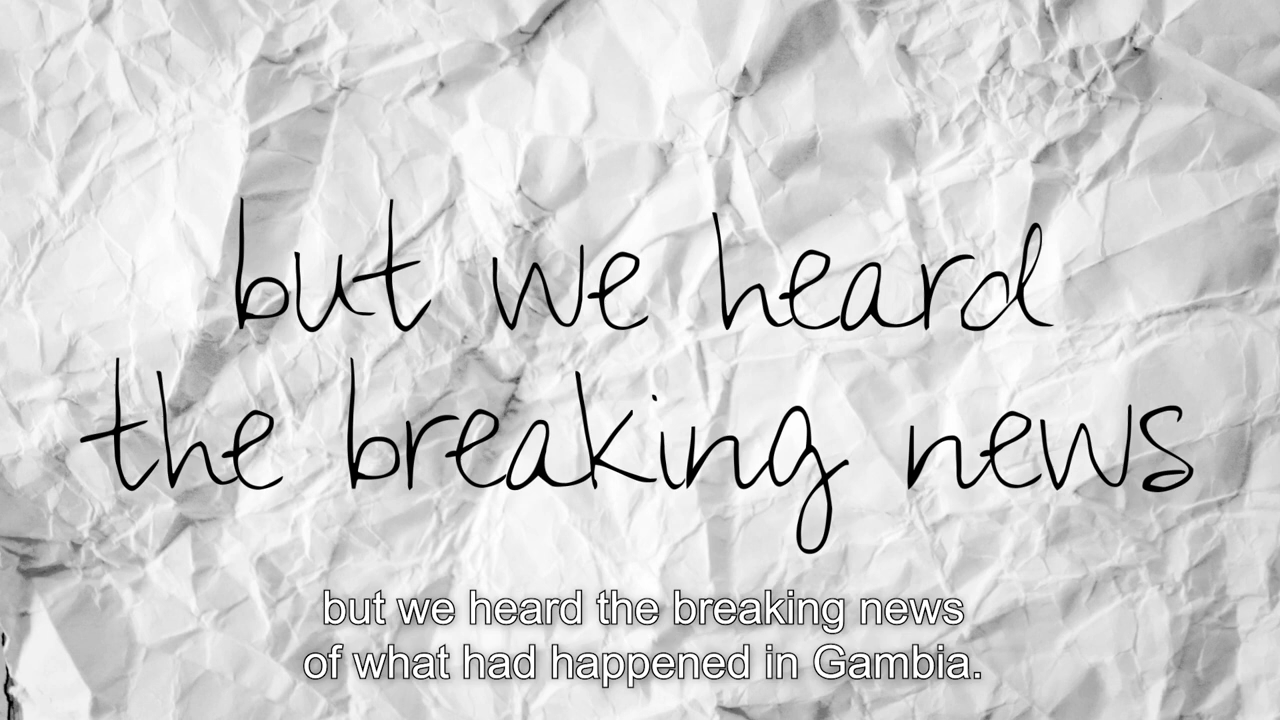 but we heard
the breaking news
but we heard the breaking news
of what had happened in Gambia.